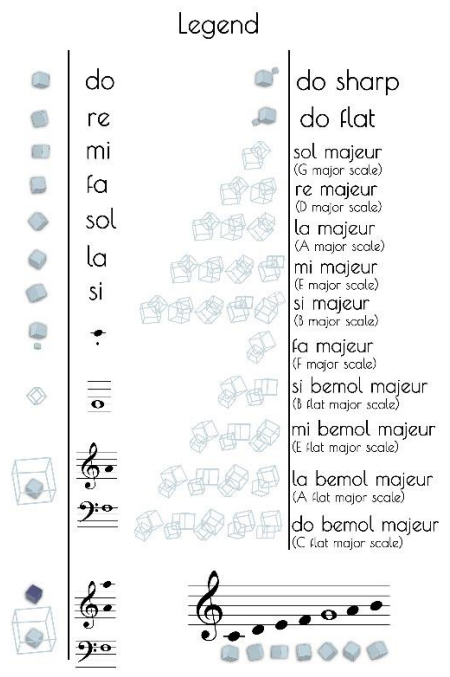 Legend
do
re
mi
fa
sol
la
si
do sharp
do flat
sol majeur
(G major scale)
re majeur
(D major scale)
la majeur
(A major scale)
mi majeur
(E major scale)
si majeur
(B major scale)
fa majeur
(F major scale)
si bemol majeur
(B flat major scale)
mi bemol majeur
(E flat major scale)
la bemol majeur
(A flat major scale)
do bemol majeur
(C flat major scale)